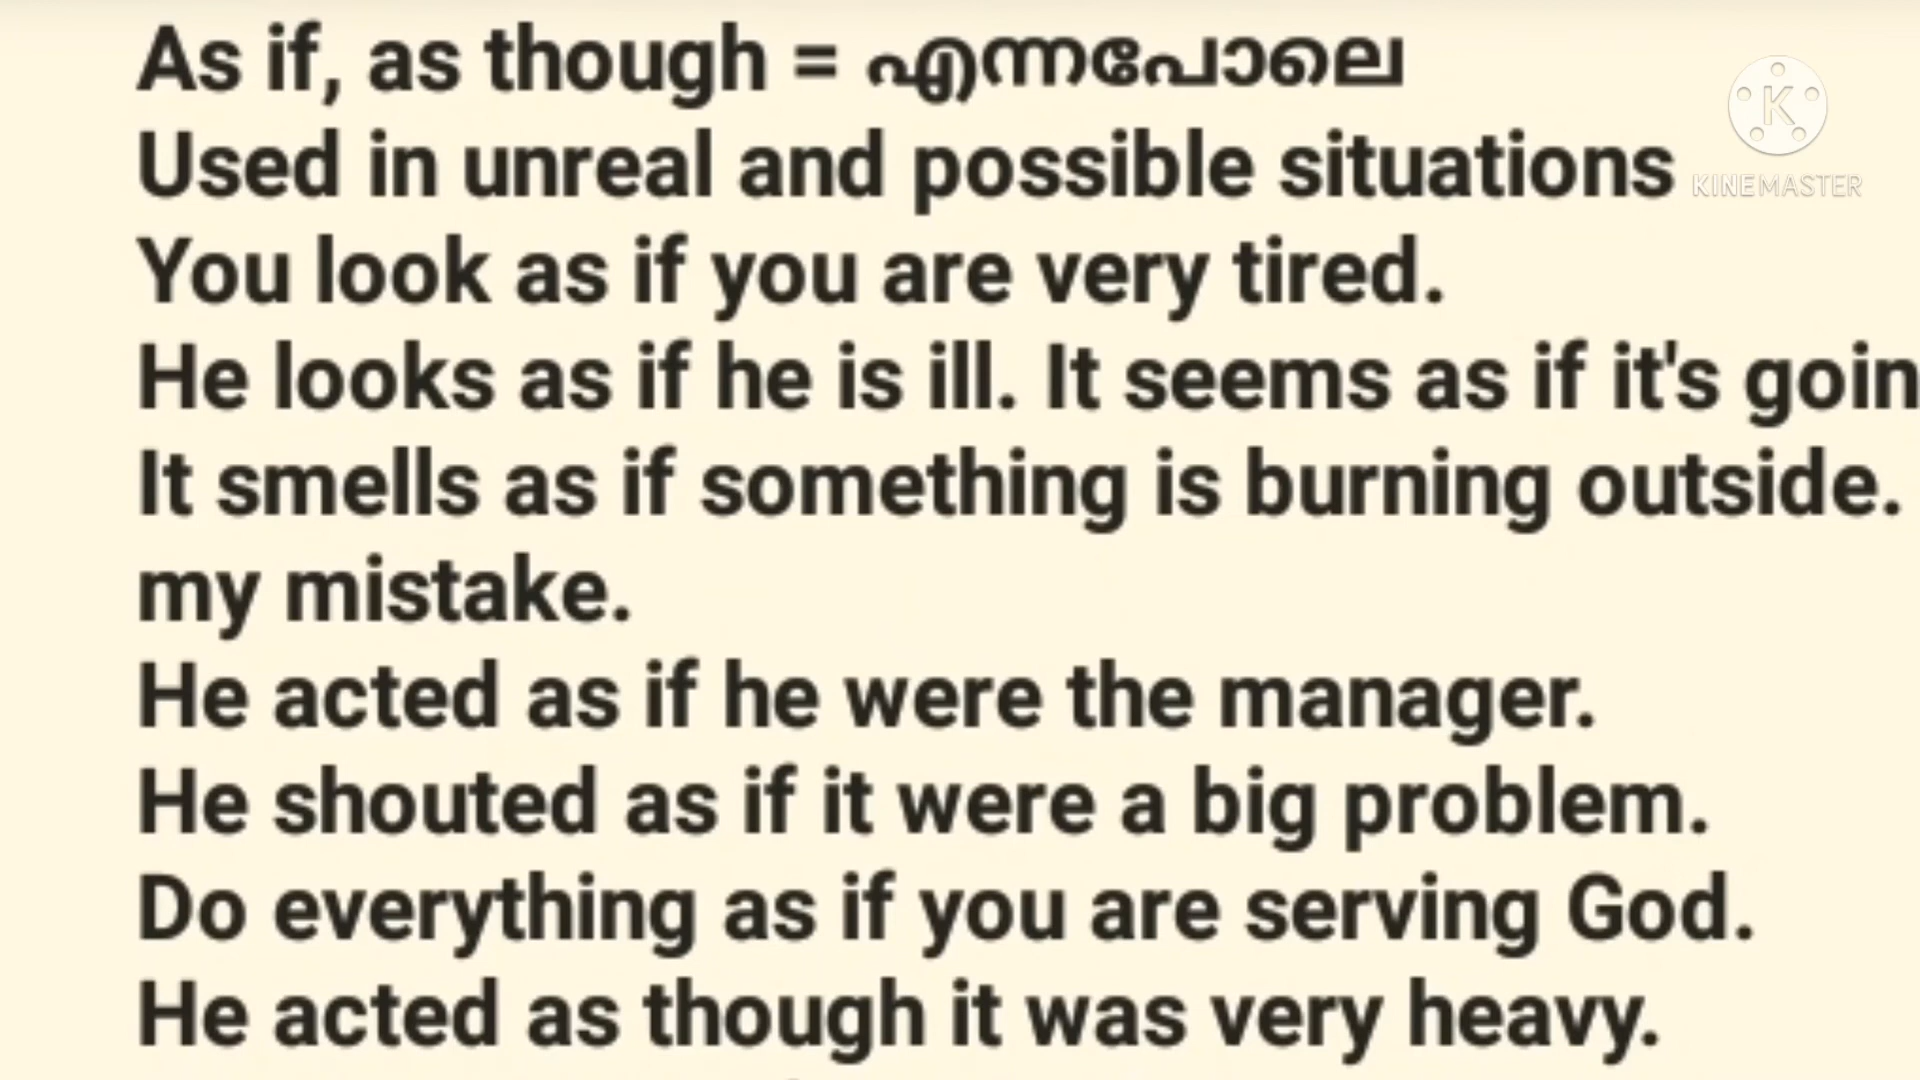 As if, as though = എന്നപോലെ
Used in unreal and possible situations
You look as if you are very tired.
He looks as if he is ill. It seems as if it's goin
It smells as if something is burning outside.
my mistake.
He acted as if he were the manager.
He shouted as if it were a big problem.
Do everything as if you are serving God.
He acted as though it was very heavy.
K
KINEMASTER